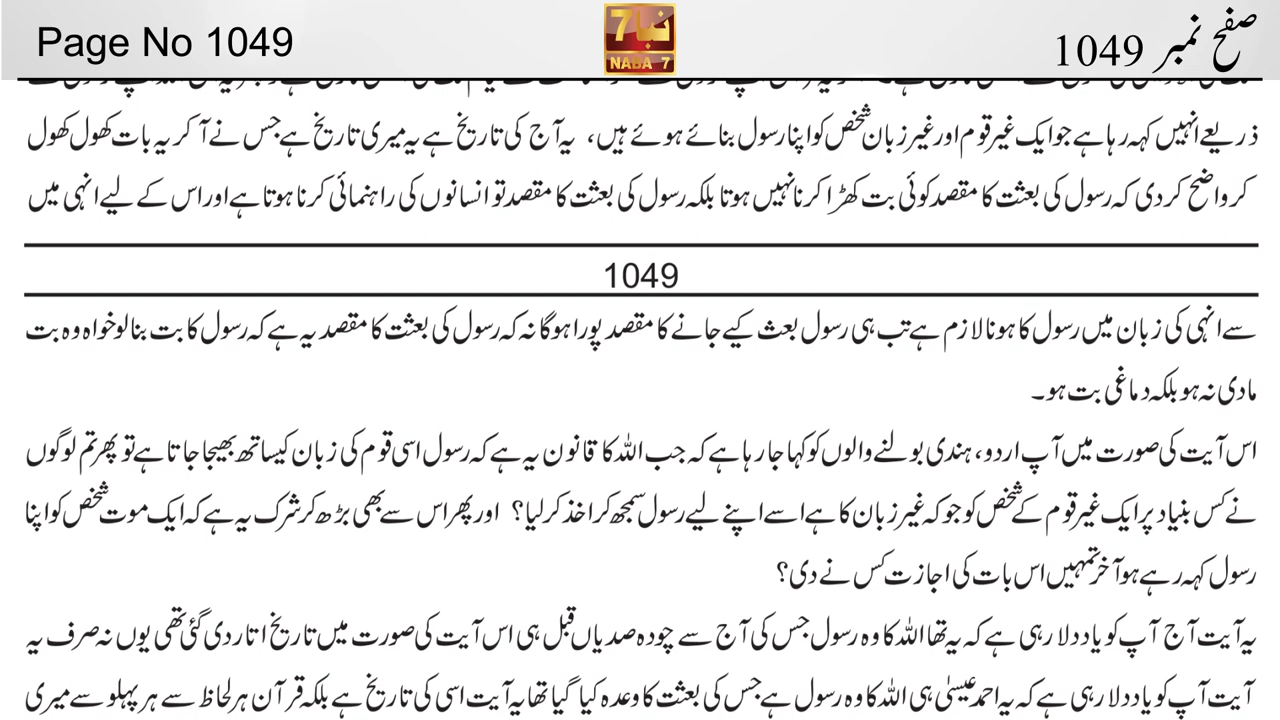 Page No 1049
نبا 7
NABA 7
صفحہ نمبر 1049
ذریعے انہیں کہہ رہا ہے جو ایک غیر قوم اور غیر زبان شخص کو اپنا رسول بنائے ہوئے ہیں، یہ آج کی تاریخ ہے یہ میری تاریخ ہے جس نے آ کر یہ بات کھول کھول
کر واضح کر دی کہ رسول کی بعثت کا مقصد کوئی بت کھڑا کرنا نہیں ہوتا بلکہ رسول کی بعثت کا مقصد تو انسانوں کی راہنمائی کرنا ہوتا ہے اور اس کے لیے انہی میں
1049
سے انہی کی زبان میں رسول کا ہونا لازم ہے تب ہی رسول بعث کیے جانے کا مقصد پورا ہوگا نہ کہ رسول کی بعثت کا مقصد یہ ہے کہ رسول کا بت بنا لو خواہ وہ بت
مادی نہ ہو بلکہ دماغی بت ہو۔
اس آیت کی صورت میں آپ اردو، ہندی بولنے والوں کو کہا جا رہا ہے کہ جب اللہ کا قانون یہ ہے کہ رسول اسی قوم کی زبان کیساتھ بھیجا جاتا ہے تو پھر تم لوگوں
نے کس بنیاد پر ایک غیر قوم کے شخص کو جو کہ غیر زبان کا ہے اسے اپنے لیے رسول سمجھ کر اخذ کر لیا؟ اور پھر اس سے بھی بڑھ کر شرک یہ ہے کہ ایک موت شخص کو اپنا
رسول کہہ رہے ہو آخر تمہیں اس بات کی اجازت کس نے دی؟
یہ آیت آج آپ کو یاد دلا رہی ہے کہ یہ تھا اللہ کا وہ رسول جس کی آج سے چودہ صدیاں قبل ہی اس آیت کی صورت میں تاریخ اتار دی گئی تھی یوں نہ صرف یہ
آیت آپ کو یاد دلا رہی ہے کہ یہ احمد عیسیٰ ہی اللہ کا وہ رسول ہے جس کی بعثت کا وعدہ کیا گیا تھا یہ آیت اسی کی تاریخ ہے بلکہ قرآن ہر لحاظ سے ہر پہلو سے میری